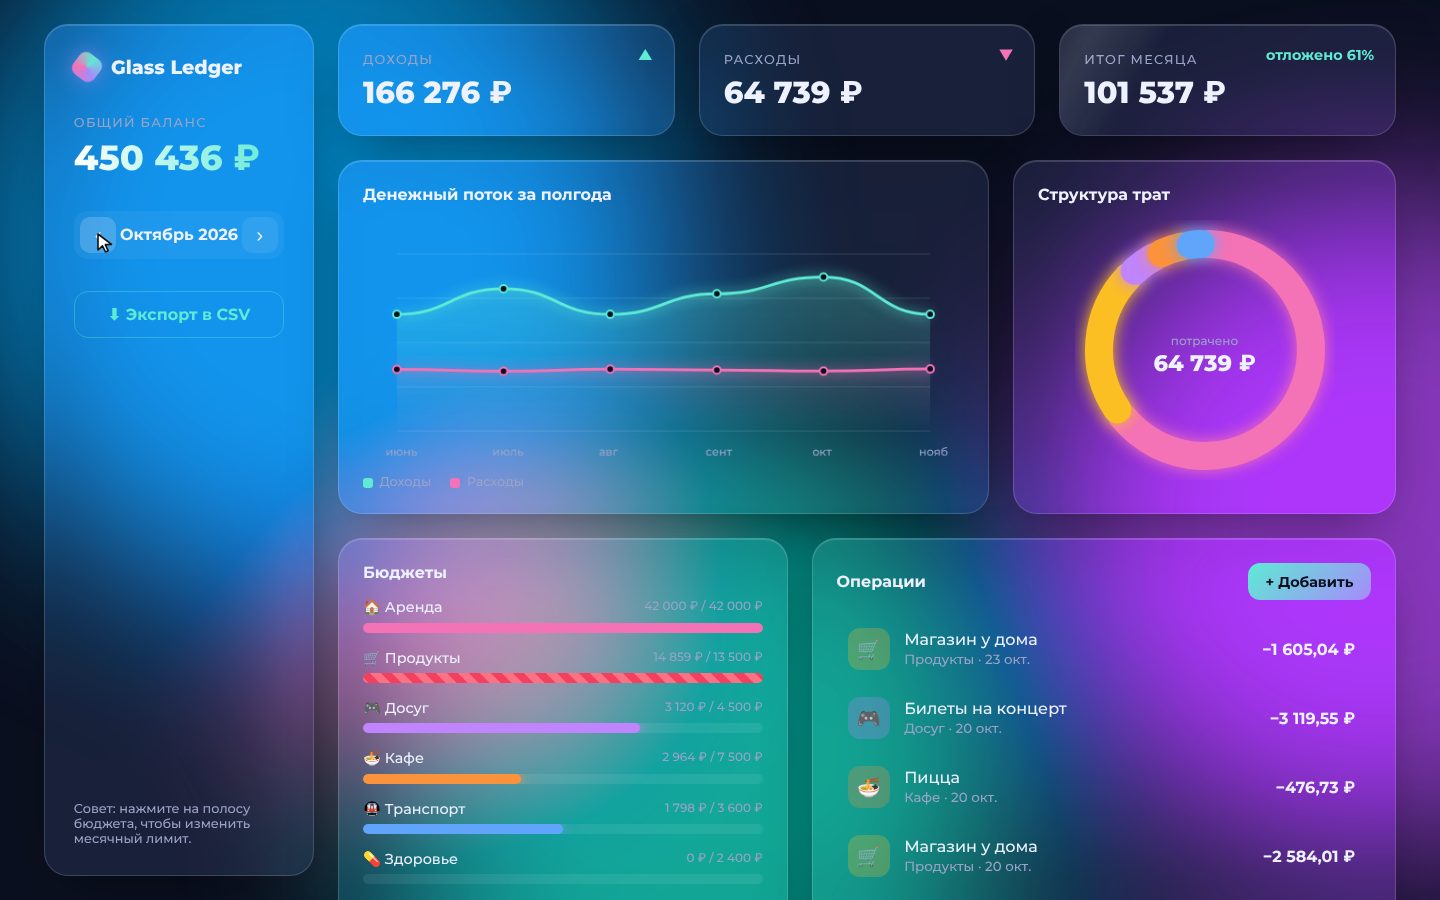 Glass Ledger
ОБЩИЙ БАЛАНС
450 436 ₽
Октябрь 2026 ›
⬇ Экспорт в CSV
Совет: нажмите на полосу
бюджета, чтобы изменить
месячный лимит.
ДОХОДЫ ▲
166 276 ₽
РАСХОДЫ ▼
64 739 ₽
ИТОГ МЕСЯЦА
отложено 61%
101 537 ₽
Денежный поток за полгода
июнь июль авг сент окт нояб
Доходы Расходы
Структура трат
потрачено
64 739 ₽
Бюджеты
Аренда 42 000 ₽ / 42 000 ₽
Продукты 14 859 ₽ / 13 500 ₽
Досуг 3 120 ₽ / 4 500 ₽
Кафе 2 964 ₽ / 7 500 ₽
Транспорт 1 798 ₽ / 3 600 ₽
Здоровье 0 ₽ / 2 400 ₽
Операции
+ Добавить
Магазин у дома
Продукты · 23 окт.
−1 605,04 ₽
Билеты на концерт
Досуг · 20 окт.
−3 119,55 ₽
Пицца
Кафе · 20 окт.
−476,73 ₽
Магазин у дома
Продукты · 20 окт.
−2 584,01 ₽